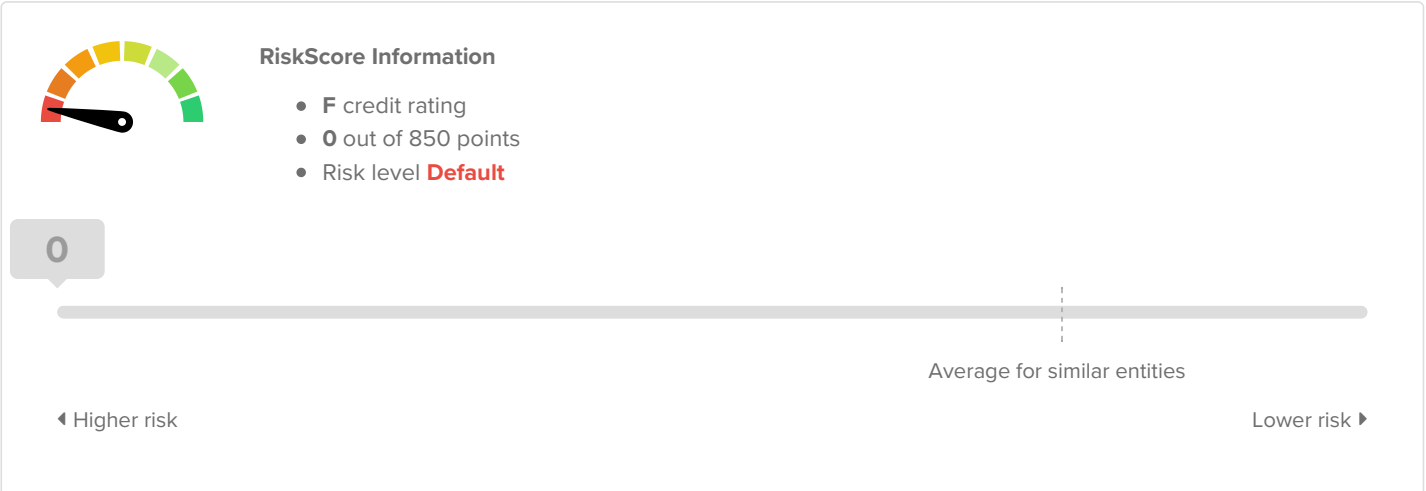 RiskScore Information
F credit rating
0 out of 850 points
Risk level Default
0
Average for similar entities
Higher risk
Lower risk